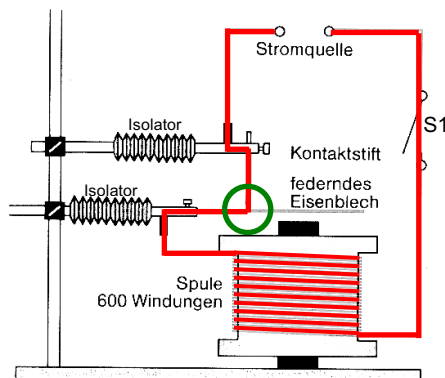 Stromquelle
Isolator
S1
Kontaktstift
Isolator
federndes
Eisenblech
Spule
600 Windungen